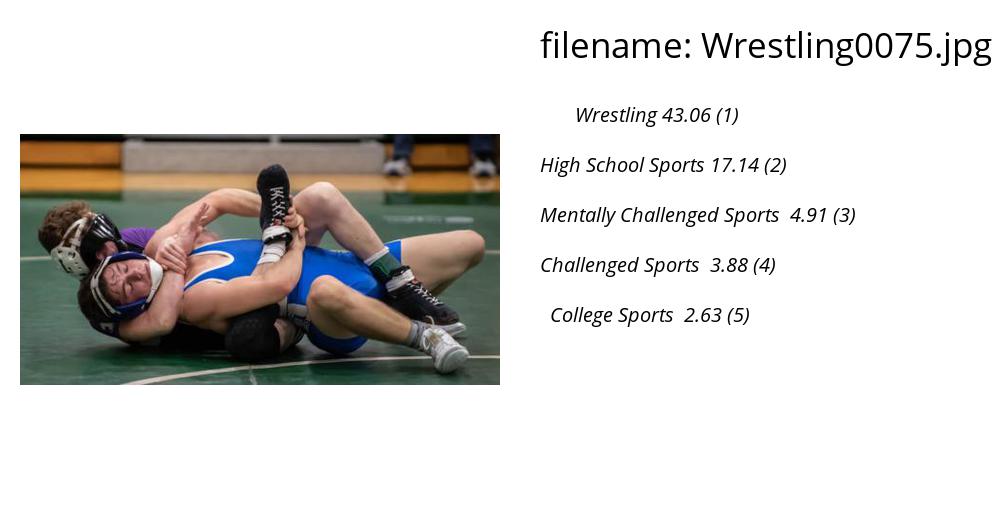 filename: Wrestling0075.jpg
Wrestling 43.06 (1)
High School Sports 17.14 (2)
Mentally Challenged Sports 4.91 (3)
Challenged Sports 3.88 (4)
College Sports 2.63 (5)